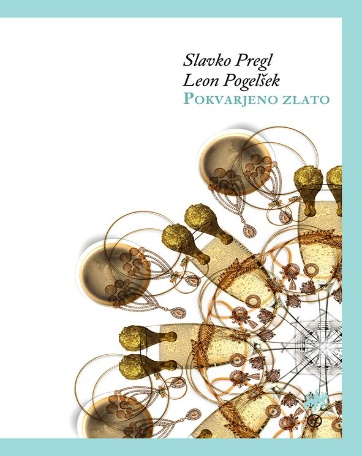 Slavko Pregl
Leon Pogelšek
POKVARJENO ZLATO